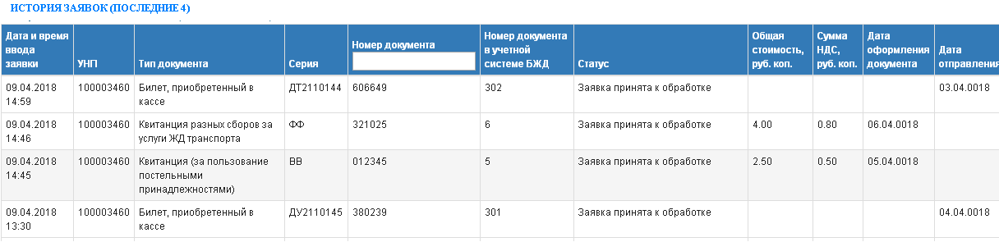 ИСТОРИЯ ЗАЯВОК (ПОСЛЕДНИЕ 4)
Дата и время ввода заявки УНП Тип документа Серия Номер документа Номер документа в учетной системе БЖД Статус Общая стоимость, руб. коп. Сумма НДС, руб. коп. Дата оформления документа Дата отправления
09.04.2018 14:59 100003460 Билет, приобретенный в кассе ДТ2110144 606649 302 Заявка принята к обработке 03.04.0018
09.04.2018 14:46 100003460 Квитанция разных сборов за услуги ЖД транспорта ФФ 321025 6 Заявка принята к обработке 4.00 0.80 06.04.0018
09.04.2018 14:45 100003460 Квитанция (за пользование постельными принадлежностями) ВВ 012345 5 Заявка принята к обработке 2.50 0.50 05.04.0018
09.04.2018 13:30 100003460 Билет, приобретенный в кассе ДУ2110145 380239 301 Заявка принята к обработке 04.04.0018